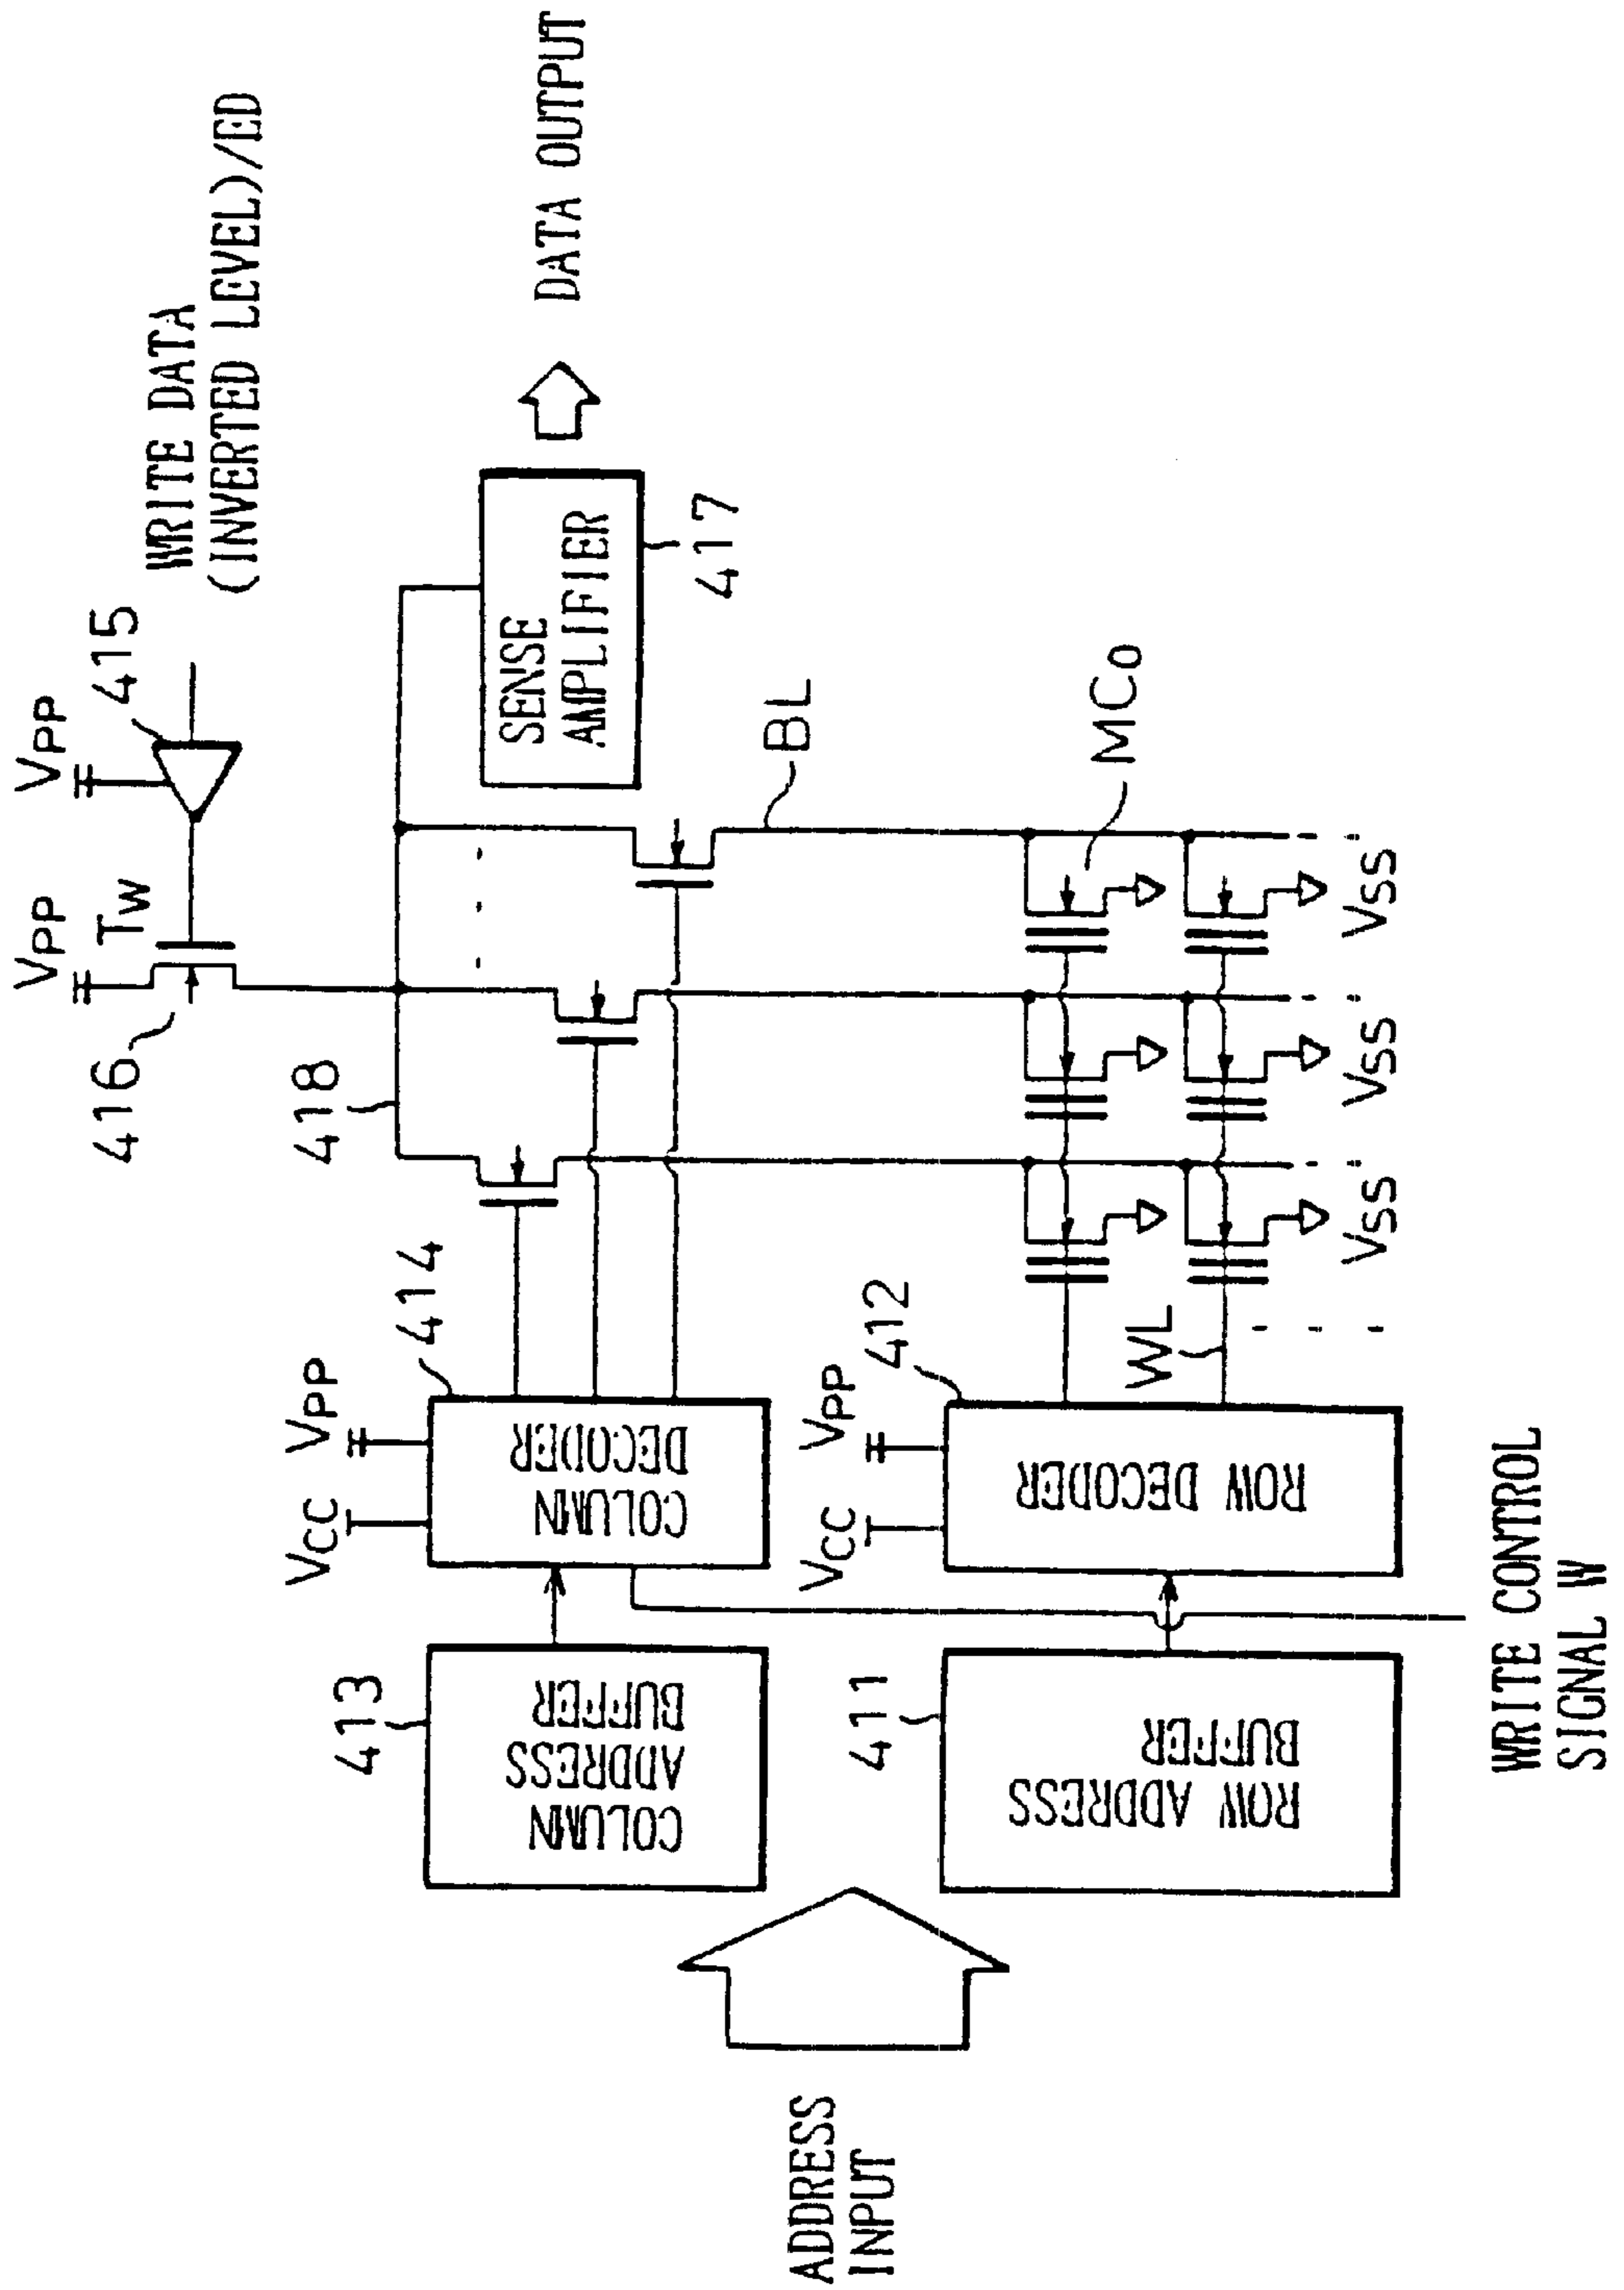 WRITE DATA
(INVERTED LEVEL)/ED
VPP
VPP
415
TW
416
418
DATA OUTPUT
SENSE
AMPLIFIER
417
VCC
VPP
414
413
COLUMN
ADDRESS
BUFFER
COLUMN
DECODER
BL
MC0
ADDRESS
INPUT
VCC
VPP
412
411
ROW ADDRESS
BUFFER
ROW DECODER
WL
VSS
VSS
VSS
WRITE CONTROL
SIGNAL W